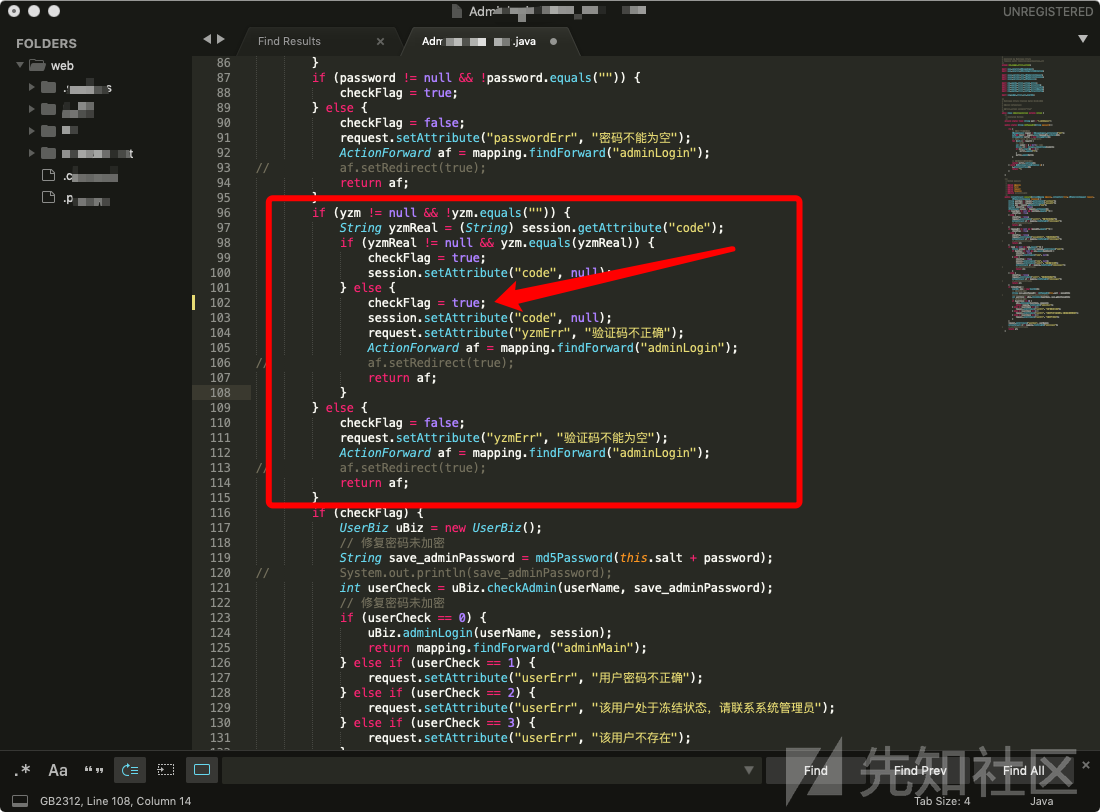 UNREGISTERED
FOLDERS
web
Find Results
.java
86 }
87 if (password != null && !password.equals("")) {
88 checkFlag = true;
89 } else {
90 checkFlag = false;
91 request.setAttribute("passwordErr", "密码不能为空");
92 ActionForward af = mapping.findForward("adminLogin");
93 // af.setRedirect(true);
94 return af;
95 }
96 if (yzm != null && !yzm.equals("")) {
97 String yzmReal = (String) session.getAttribute("code");
98 if (yzmReal != null && yzm.equals(yzmReal)) {
99 checkFlag = true;
100 session.setAttribute("code", null);
101 } else {
102 checkFlag = true;
103 session.setAttribute("code", null);
104 request.setAttribute("yzmErr", "验证码不正确");
105 ActionForward af = mapping.findForward("adminLogin");
106 // af.setRedirect(true);
107 return af;
108 }
109 } else {
110 checkFlag = false;
111 request.setAttribute("yzmErr", "验证码不能为空");
112 ActionForward af = mapping.findForward("adminLogin");
113 // af.setRedirect(true);
114 return af;
115 }
116 if (checkFlag) {
117 UserBiz uBiz = new UserBiz();
118 // 修复密码未加密
119 String save_adminPassword = md5Password(this.salt + password);
120 // System.out.println(save_adminPassword);
121 int userCheck = uBiz.checkAdmin(userName, save_adminPassword);
122 // 修复密码未加密
123 if (userCheck == 0) {
124 uBiz.adminLogin(userName, session);
125 return mapping.findForward("adminMain");
126 } else if (userCheck == 1) {
127 request.setAttribute("userErr", "用户密码不正确");
128 } else if (userCheck == 2) {
129 request.setAttribute("userErr", "该用户处于冻结状态，请联系系统管理员");
130 } else if (userCheck == 3) {
131 request.setAttribute("userErr", "该用户不存在");
.* Aa “ ” Find Find Prev Find All
先知社区
GB2312, Line 108, Column 14 Tab Size: 4 Java